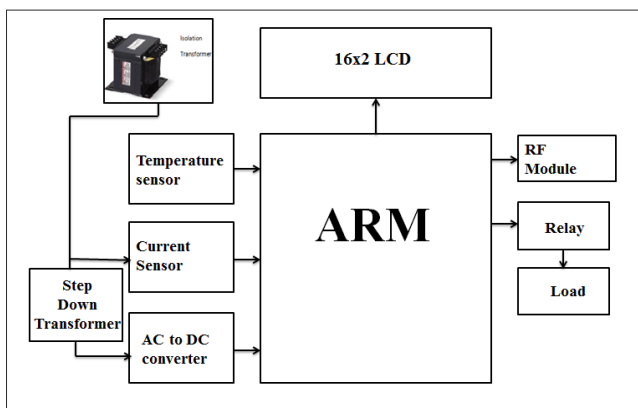 Isolation
Transformer
16x2 LCD
Temperature
sensor
ARM
RF
Module
Current
Sensor
Relay
Step
Down
Transformer
Load
AC to DC
converter